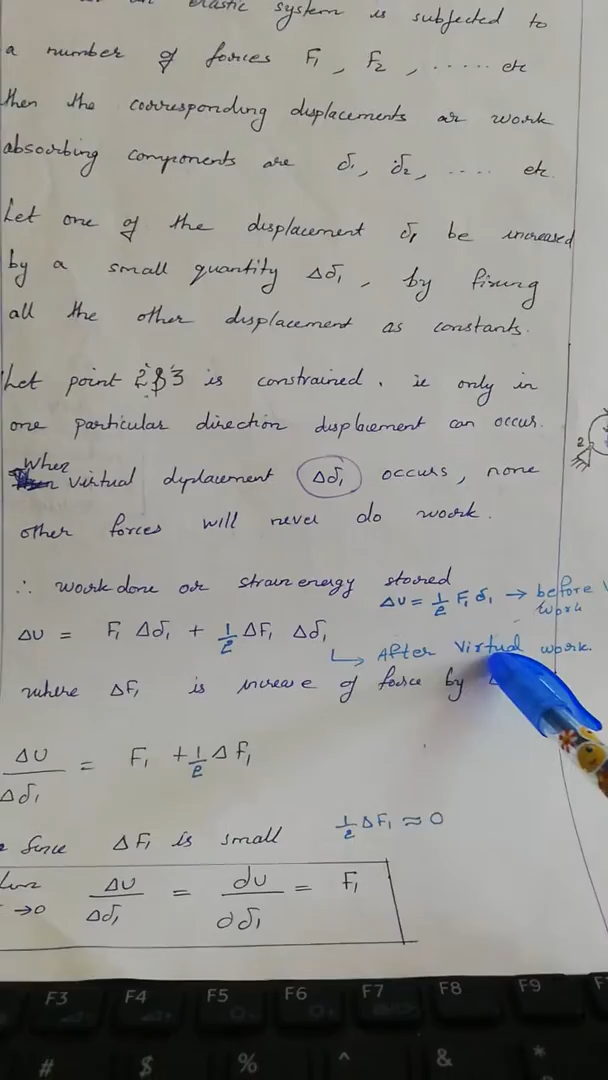 elastic system is subjected to
a number of forces F₁, F₂, ...... etc
then the corresponding displacements or work
absorbing components are δ₁, δ₂, .... etc.
Let one of the displacement δ₁ be increased
by a small quantity Δδ₁, by fixing
all the other displacement as constants.
Let point 2 & 3 is constrained. ie only in
one particular direction displacement can occur.
When virtual displacement Δδ₁ occurs, none
other forces will never do work.
∴ workdone or strain energy stored
ΔU = 1/2 F₁ δ₁ → before
work
ΔU = F₁ Δδ₁ + 1/2 ΔF₁ Δδ₁
↳ After Virtual work.
where ΔF₁ is increase of force by
ΔU/Δδ₁ = F₁ + 1/2 ΔF₁
force ΔF₁ is small 1/2 ΔF₁ ≈ 0
→0 ΔU/Δδ₁ = ∂U/∂δ₁ = F₁
2
F3 F4 F5 F6 F7 F8 F9
# $ % ^ & *